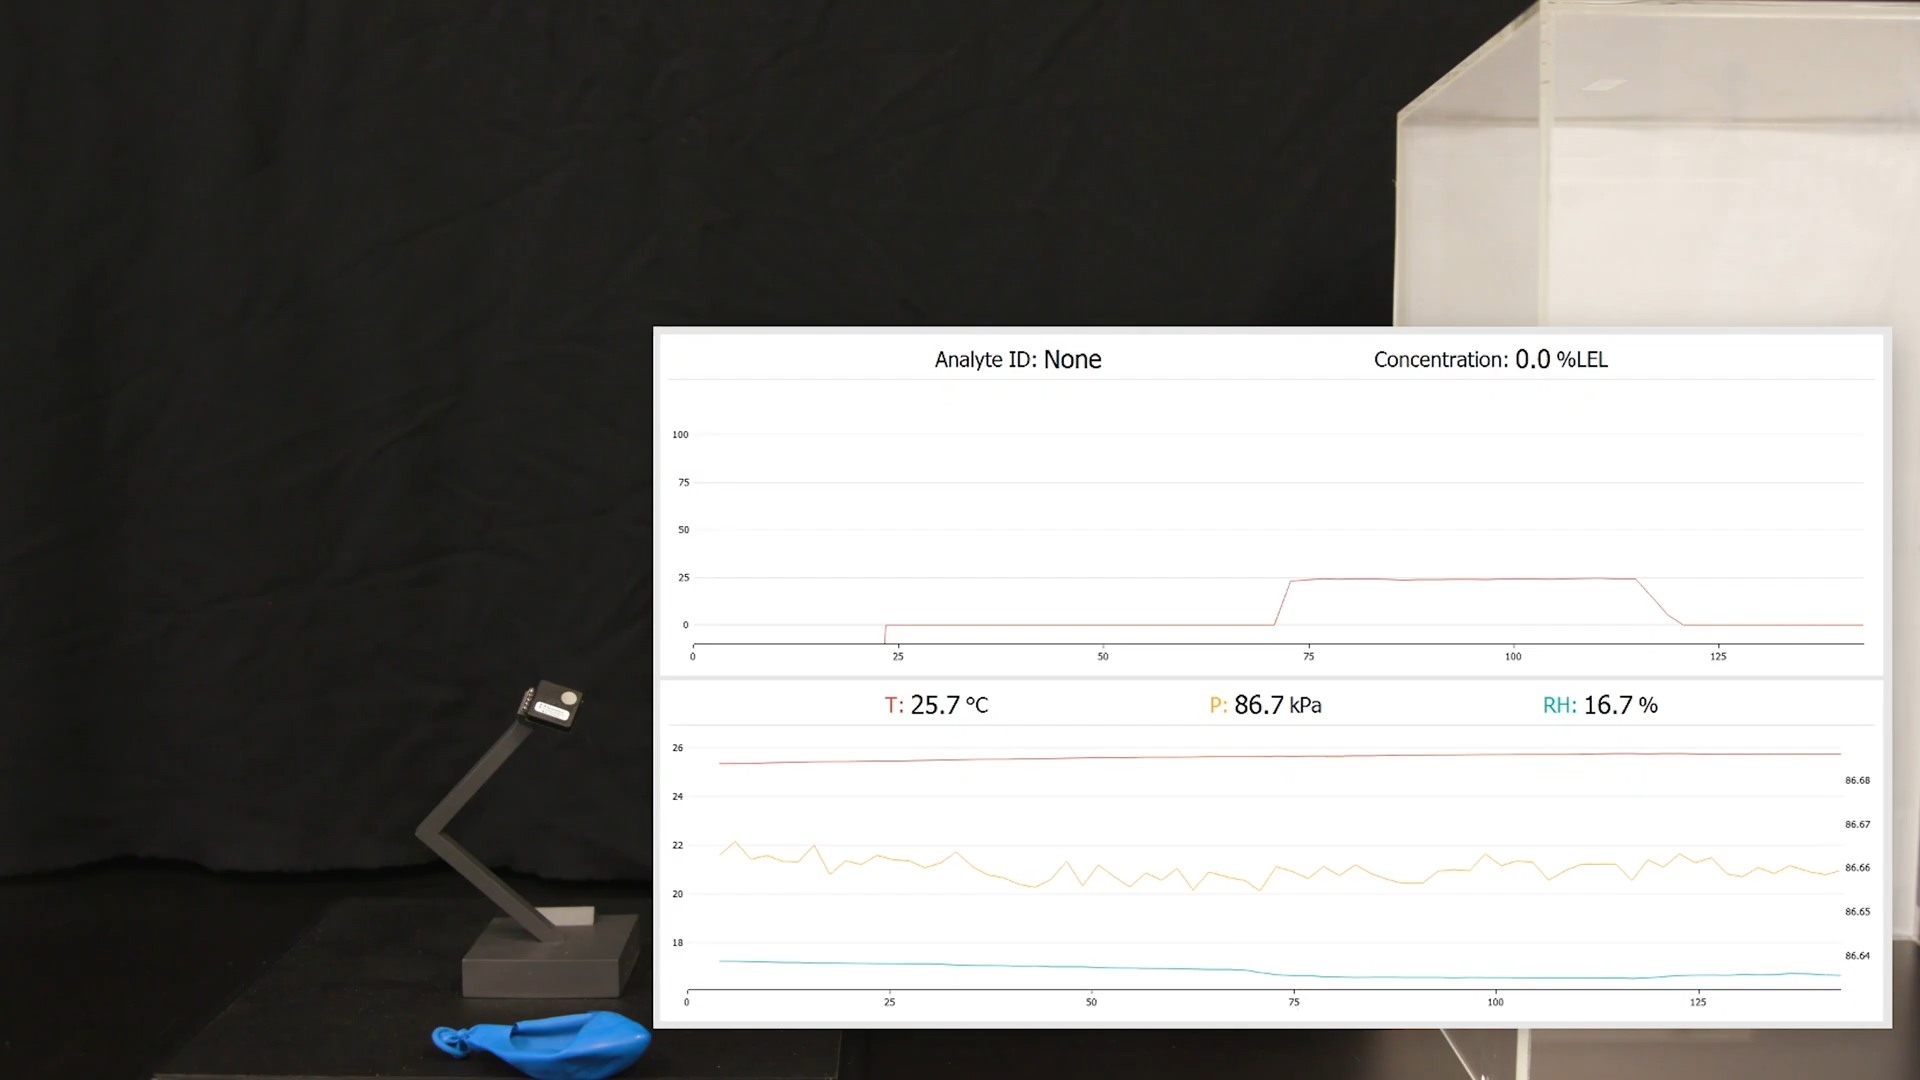 Analyte ID: None
Concentration: 0.0 %LEL
100
75
50
25
0
0 25 50 75 100 125
T: 25.7 °C
P: 86.7 kPa
RH: 16.7 %
26
24
22
20
18
86.68
86.67
86.66
86.65
86.64
0 25 50 75 100 125